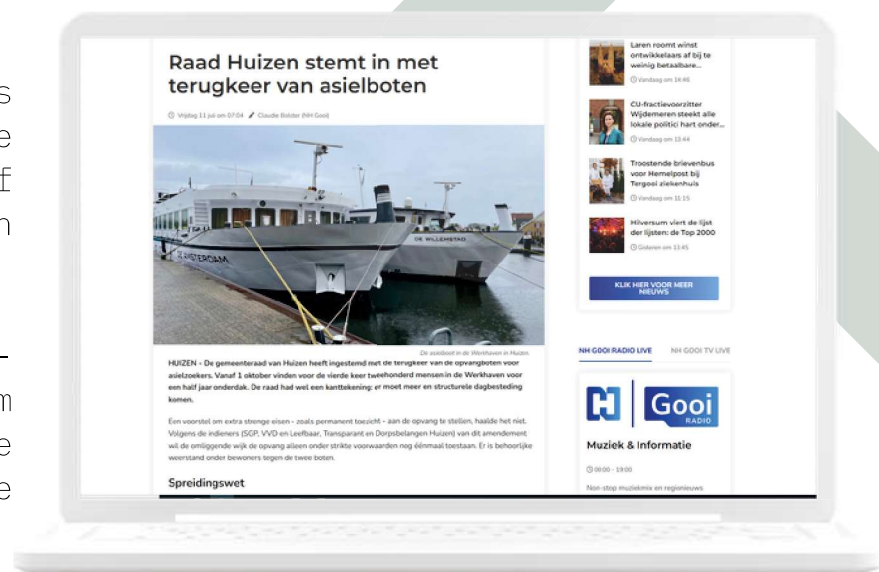 s
e
f
n
m
e
e
Raad Huizen stemt in met
terugkeer van asielboten
Vrijdag 11 juli om 07:04 Claudie Bolster (NH Gooi)
DE AMSTERDAM
DE WILLEMSTAD
De asielboot in de Werkhaven in Huizen
HUIZEN - De gemeenteraad van Huizen heeft ingestemd met de terugkeer van de opvangboten voor
asielzoekers. Vanaf 1 oktober vinden voor de vierde keer tweehonderd mensen in de Werkhaven voor
een half jaar onderdak. De raad had wel een kanttekening: er moet meer en structurele dagbesteding
komen.
Een voorstel om extra strenge eisen - zoals permanent toezicht - aan de opvang te stellen, haalde het niet.
Volgens de indieners (SGP, VVD en Leefbaar, Transparant en Dorpsbelangen Huizen) van dit amendement
wil de omliggende wijk de opvang alleen onder strikte voorwaarden nog éénmaal toestaan. Er is behoorlijke
weerstand onder bewoners tegen de twee boten.
Spreidingswet
Laren roomt winst
ontwikkelaars af bij te
weinig betaalbare...
Vandaag om 14:46
CU-fractievoorzitter
Wijdemeren steekt alle
lokale politici hart onder...
Vandaag om 13:44
Troostende brievenbus
voor Hemelpost bij
Tergooi ziekenhuis
Vandaag om 11:15
Hilversum viert de lijst
der lijsten: de Top 2000
Gisteren om 13:45
KLIK HIER VOOR MEER
NIEUWS
NH GOOI RADIO LIVE NH GOOI TV LIVE
NH Gooi
RADIO
Muziek & Informatie
00:00 - 19:00
Non-stop muziekmix en regionieuws